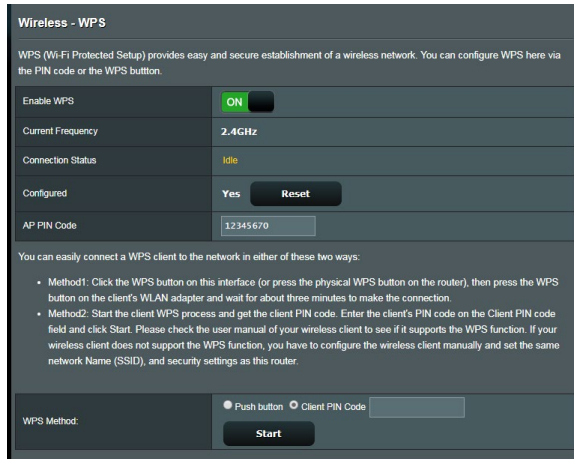 Wireless - WPS
WPS (Wi-Fi Protected Setup) provides easy and secure establishment of a wireless network. You can configure WPS here via
the PIN code or the WPS buttton.
Enable WPS
ON
Current Frequency
2.4GHz
Connection Status
Idle
Configured
Yes
Reset
AP PIN Code
12345670
You can easily connect a WPS client to the network in either of these two ways:
• Method1: Click the WPS button on this interface (or press the physical WPS button on the router), then press the WPS
button on the client's WLAN adapter and wait for about three minutes to make the connection.
• Method2: Start the client WPS process and get the client PIN code. Enter the client's PIN code on the Client PIN code
field and click Start. Please check the user manual of your wireless client to see if it supports the WPS function. If your
wireless client does not support the WPS function, you have to configure the wireless client manually and set the same
network Name (SSID), and security settings as this router.
WPS Method:
Push button Client PIN Code
Start